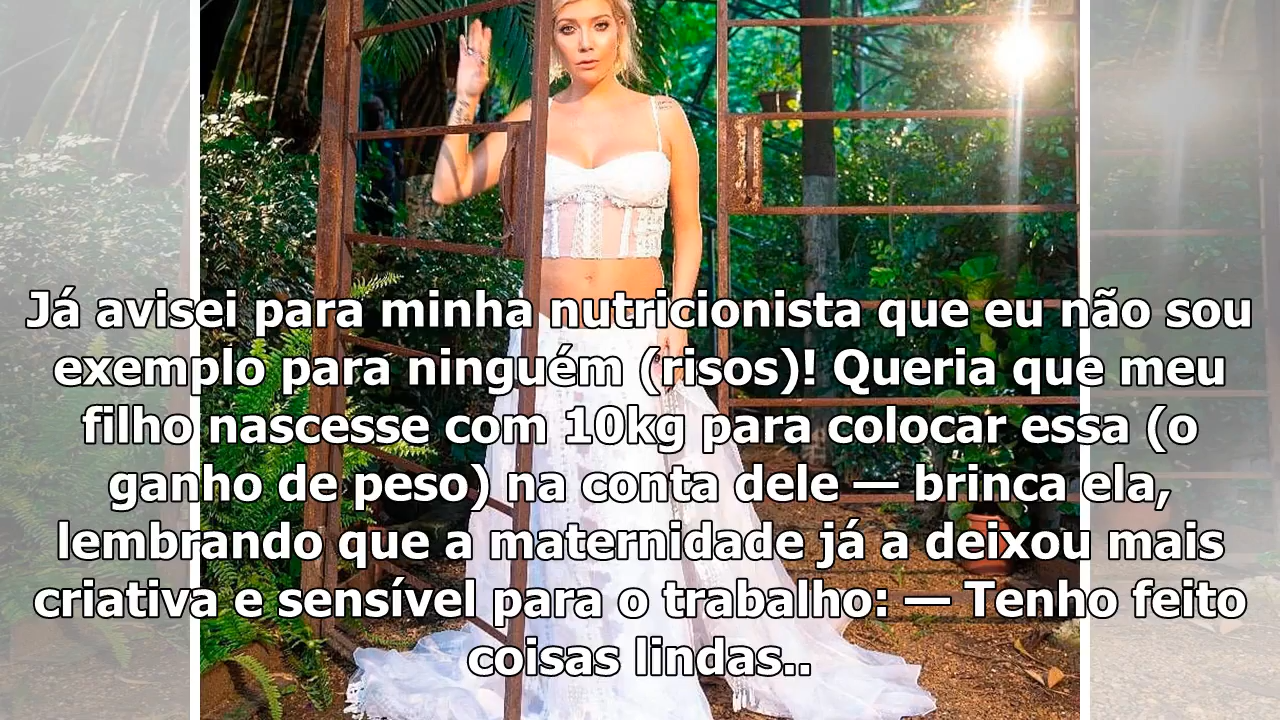 Já avisei para minha nutricionista que eu não sou
exemplo para ninguém (risos)! Queria que meu
filho nascesse com 10kg para colocar essa (o
ganho de peso) na conta dele — brinca ela,
lembrando que a maternidade já a deixou mais
criativa e sensível para o trabalho: — Tenho feito
coisas lindas..